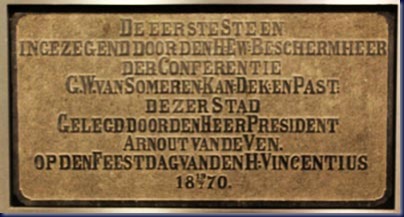 DE EERSTE STEEN
INGEZEGEND DOOR DEN H.EW: BESCHERMHEER
DER CONFERENTIE
G.W. VAN SOMEREN·KAN·DEK·EN PAST:
DEZER STAD
GELEGD DOOR DEN HEER PRESIDENT
ARNOUT VAN DE VEN.
OP DEN FEESTDAG VAN DEN H: VINCENTIUS
18 19/7 70.